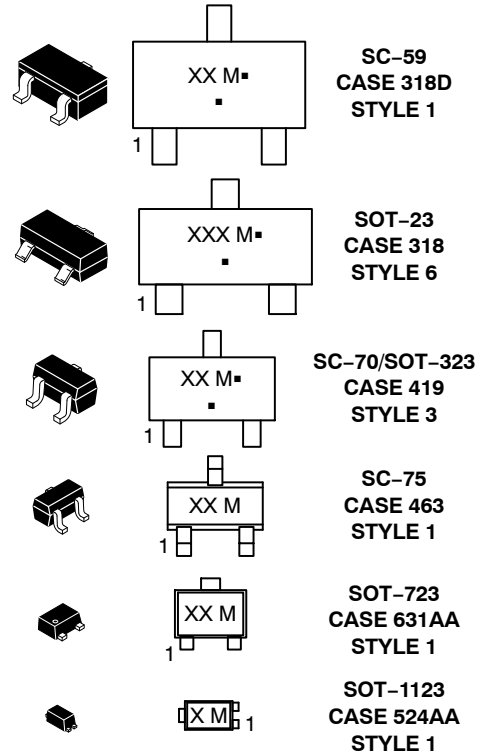 XX M▪
▪
1
SC−59
CASE 318D
STYLE 1
XXX M▪
▪
1
SOT−23
CASE 318
STYLE 6
XX M▪
▪
1
SC−70/SOT−323
CASE 419
STYLE 3
XX M
1
SC−75
CASE 463
STYLE 1
XX M
1
SOT−723
CASE 631AA
STYLE 1
X M
1
SOT−1123
CASE 524AA
STYLE 1